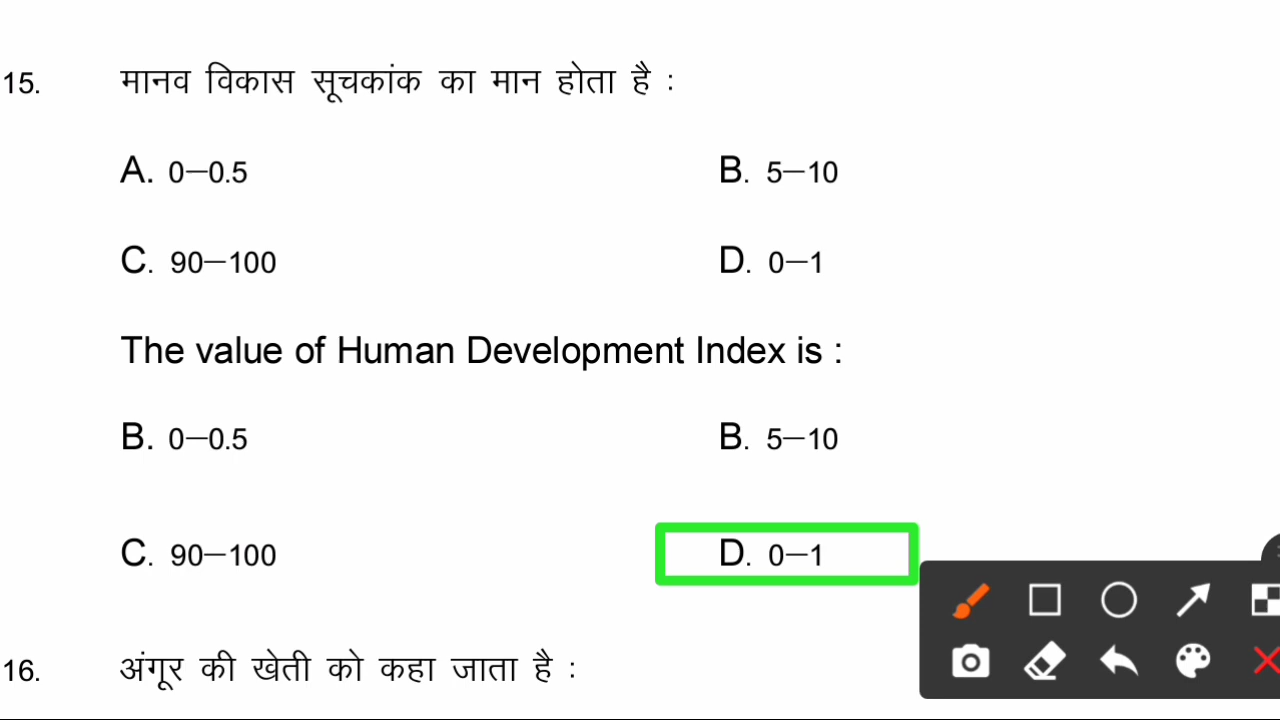 15. मानव विकास सूचकांक का मान होता है :
A. 0–0.5 B. 5–10
C. 90–100 D. 0–1
The value of Human Development Index is :
B. 0–0.5 B. 5–10
C. 90–100 D. 0–1
16. अंगूर की खेती को कहा जाता है :